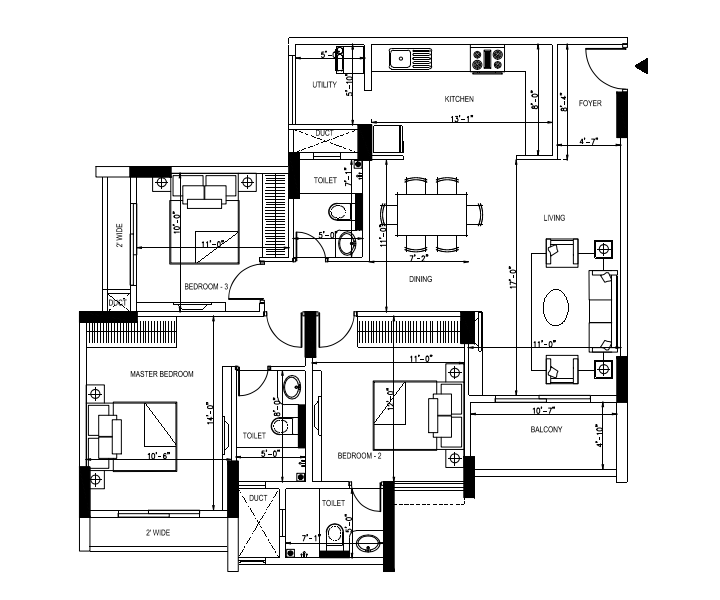 5'-0"
UTILITY
5'-10"
KITCHEN
13'-1"
8'-0"
8'-4"
FOYER
4'-7"
DUCT
TOILET
7'-1"
5'-0"
2' WIDE
10'-0"
11'-0"
BEDROOM - 3
DUCT
11'-0"
7'-2"
DINING
LIVING
17'-0"
11'-0"
MASTER BEDROOM
14'-0"
10'-6"
8'-0"
TOILET
5'-0"
11'-0"
12'-0"
BEDROOM - 2
10'-7"
BALCONY
4'-10"
2' WIDE
DUCT
TOILET
5'-0"
7'-1"